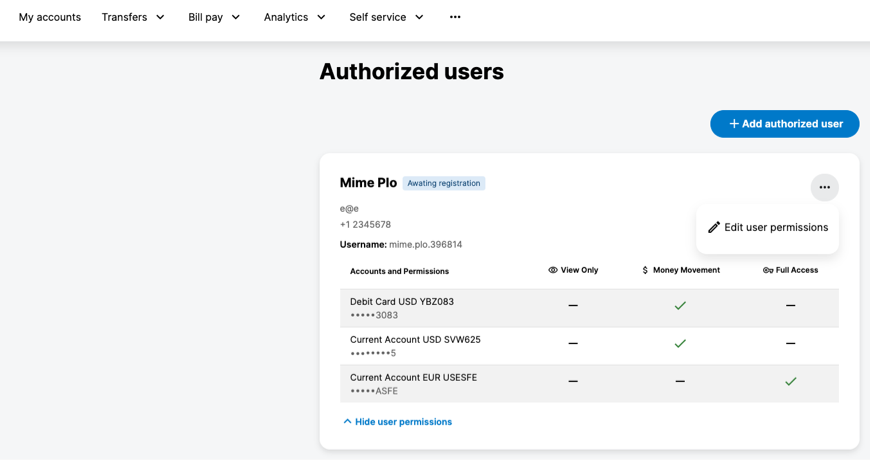 My accounts Transfers Bill pay Analytics Self service
Authorized users
+ Add authorized user
Mime Plo Awating registration
e@e
+1 2345678
Edit user permissions
Username: mime.plo.396814
Accounts and Permissions View Only $ Money Movement Full Access
Debit Card USD YBZ083
•••••3083
Current Account USD SVW625
••••••••5
Current Account EUR USESFE
•••••ASFE
Hide user permissions